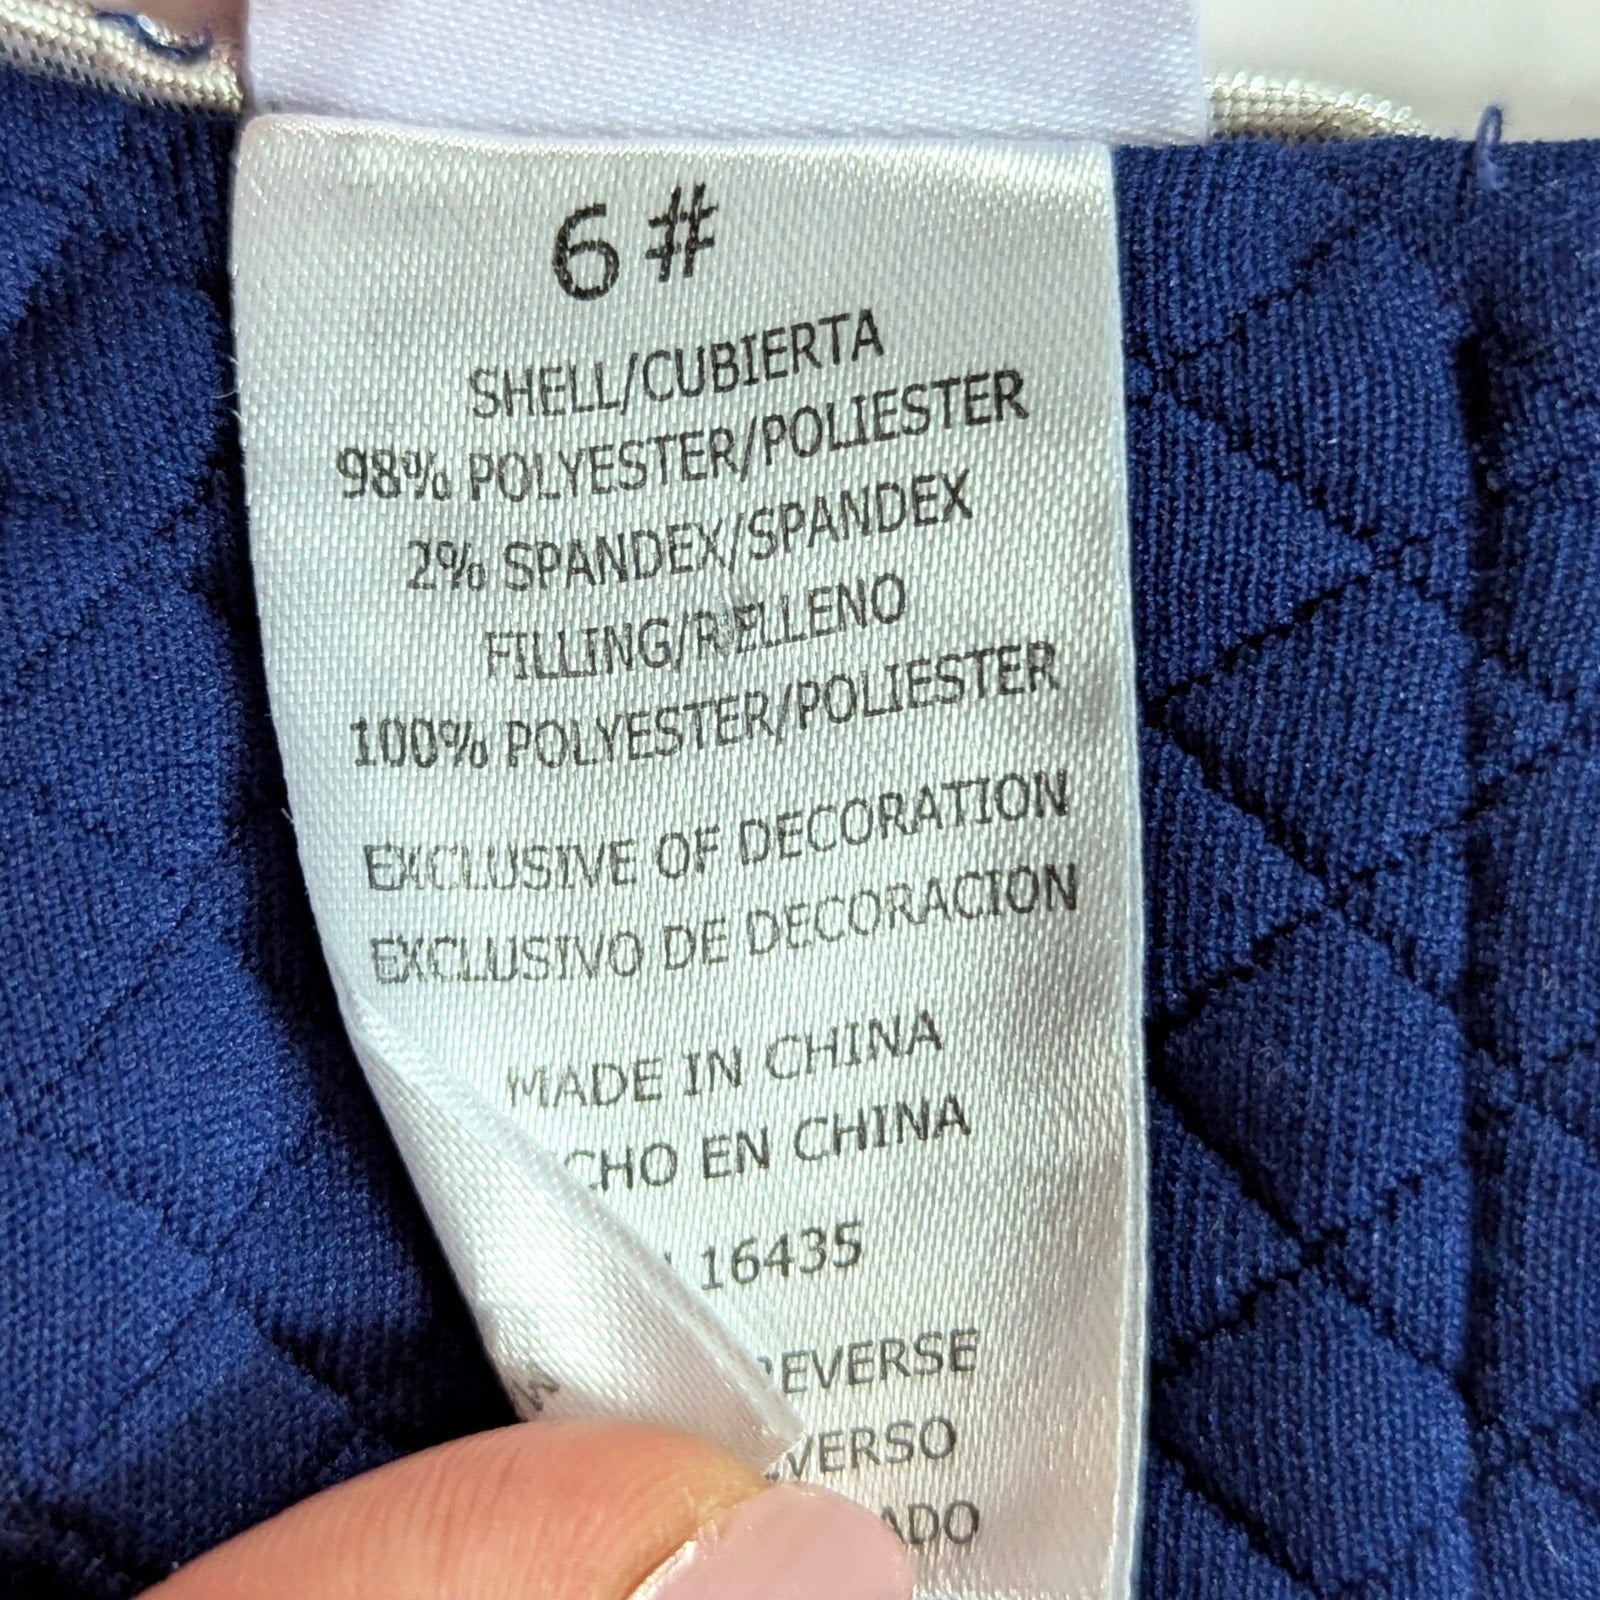 6#
SHELL/CUBIERTA
98% POLYESTER/POLIESTER
2% SPANDEX/SPANDEX
FILLING/RELLENO
100% POLYESTER/POLIESTER
EXCLUSIVE OF DECORATION
EXCLUSIVO DE DECORACION
MADE IN CHINA
CHO EN CHINA
16435
REVERSE
VERSO
ADO